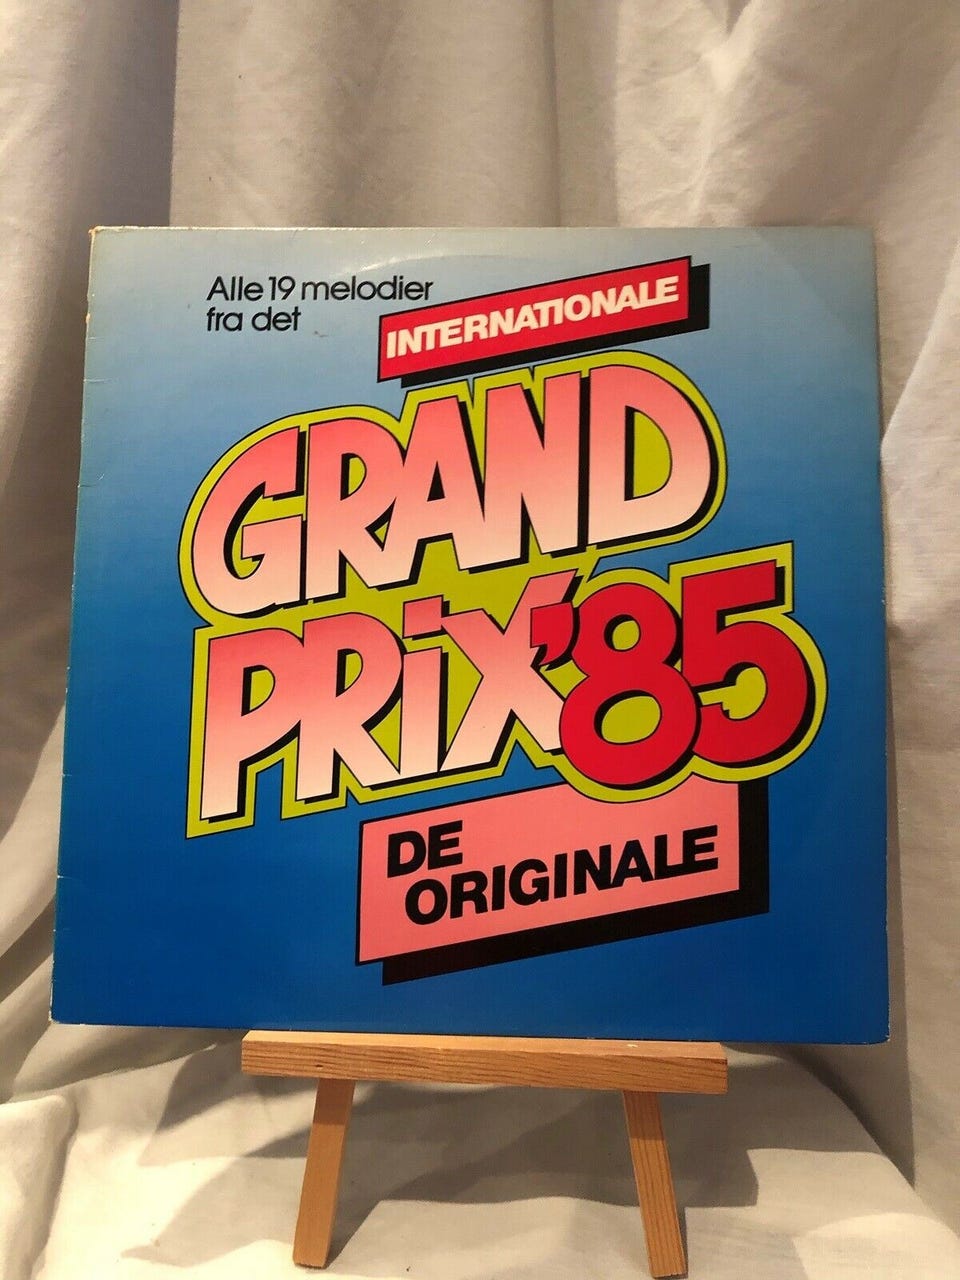 Alle 19 melodier
fra det
INTERNATIONALE
GRAND
PRiX '85
DE
ORIGINALE